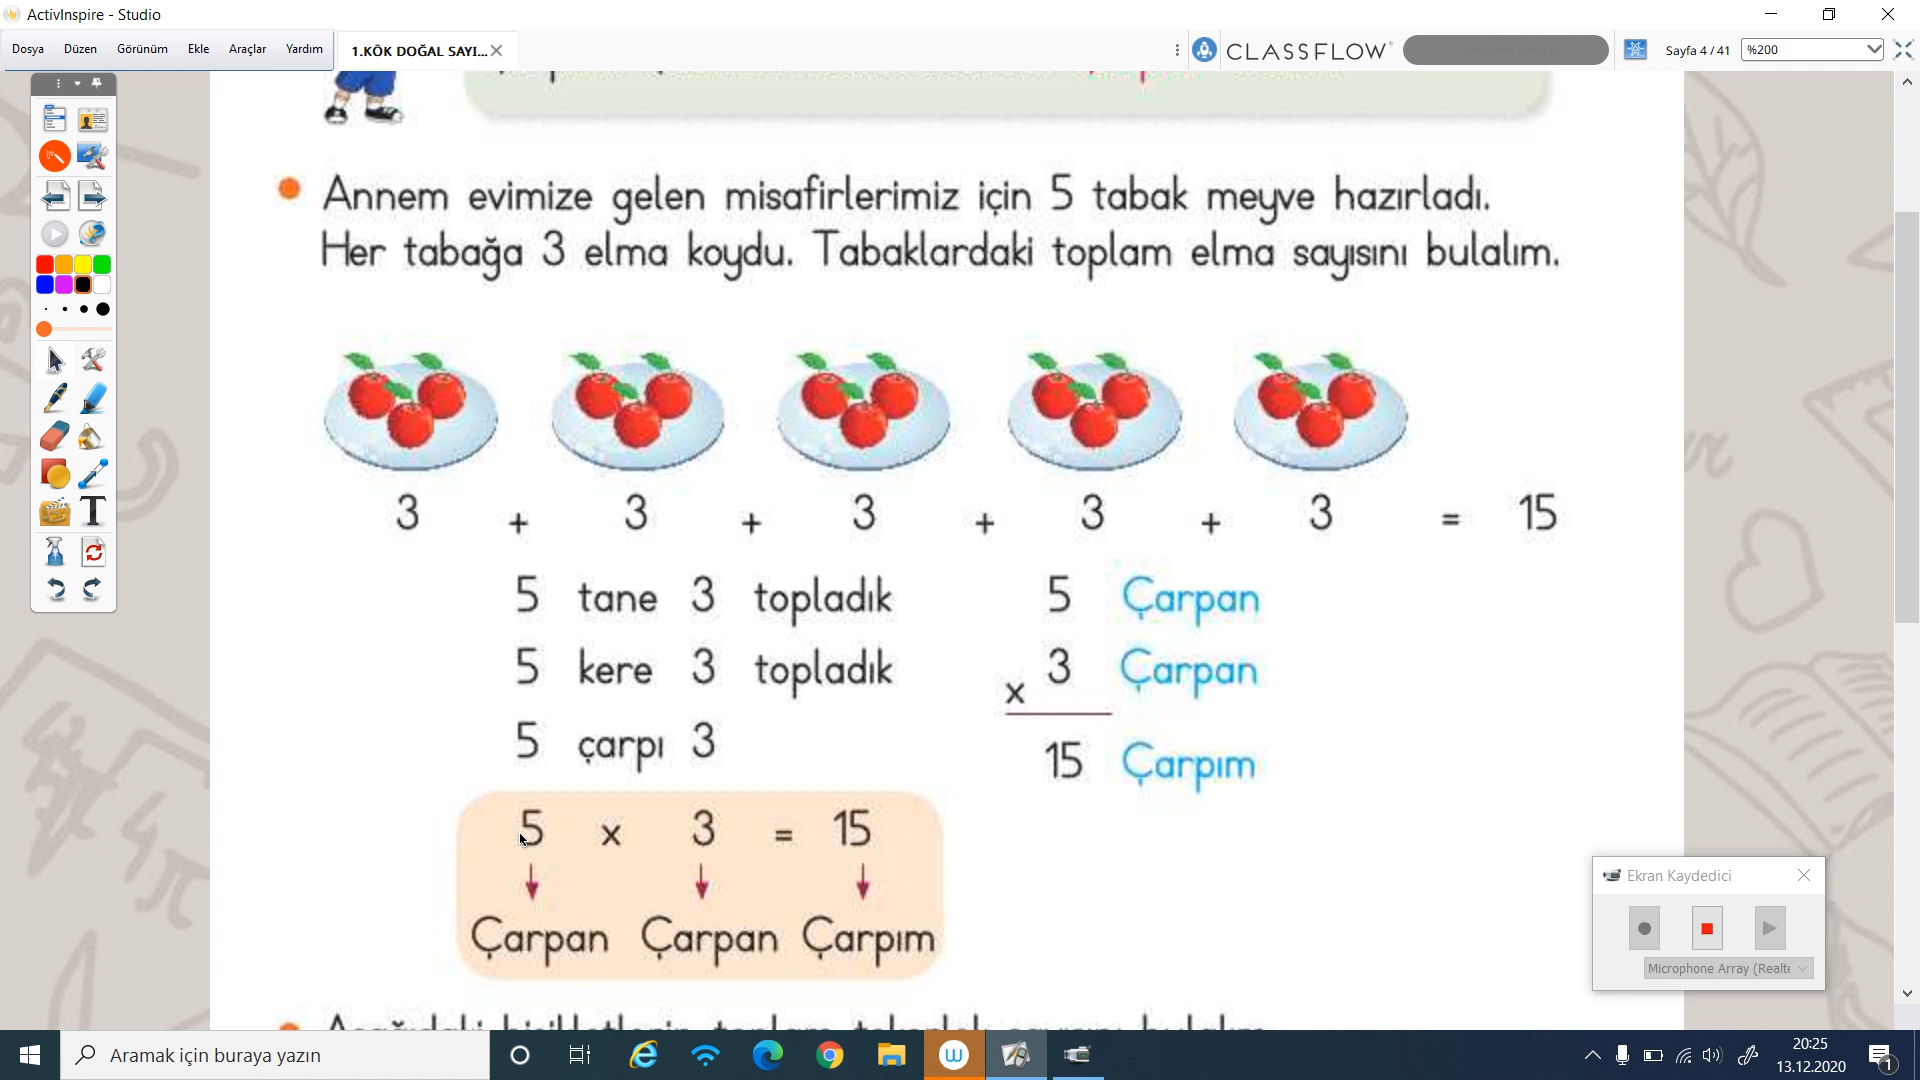 ActivInspire - Studio
Dosya Düzen Görünüm Ekle Araçlar Yardım
1.KÖK DOĞAL SAYI...
CLASSFLOW
Sayfa 4 / 41
%200
Annem evimize gelen misafirlerimiz için 5 tabak meyve hazırladı.
Her tabağa 3 elma koydu. Tabaklardaki toplam elma sayısını bulalım.
3 + 3 + 3 + 3 + 3 = 15
5 tane 3 topladık
5 kere 3 topladık
5 çarpı 3
5 Çarpan
x 3 Çarpan
15 Çarpım
5 x 3 = 15
Çarpan Çarpan Çarpım
Ekran Kaydedici
Microphone Array (Realte
Aramak için buraya yazın
20:25
13.12.2020
1